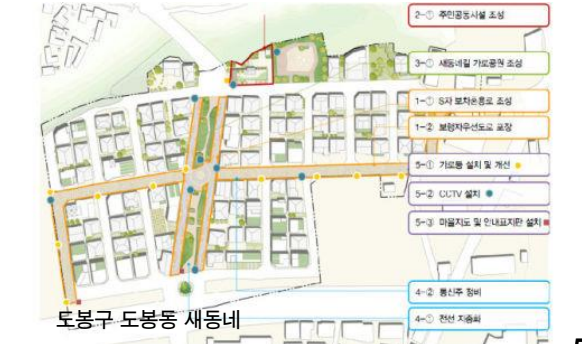 2-① 주민공동시설 조성
3-① 새동네길 가로공원 조성
1-① S자 보차혼용로 조성
1-② 보행자우선도로 포장
5-① 가로등 설치 및 개선
5-② CCTV 설치
5-③ 마을지도 및 안내표지판 설치
4-② 통신주 정비
4-① 전선 지중화
도봉구 도봉동 새동네